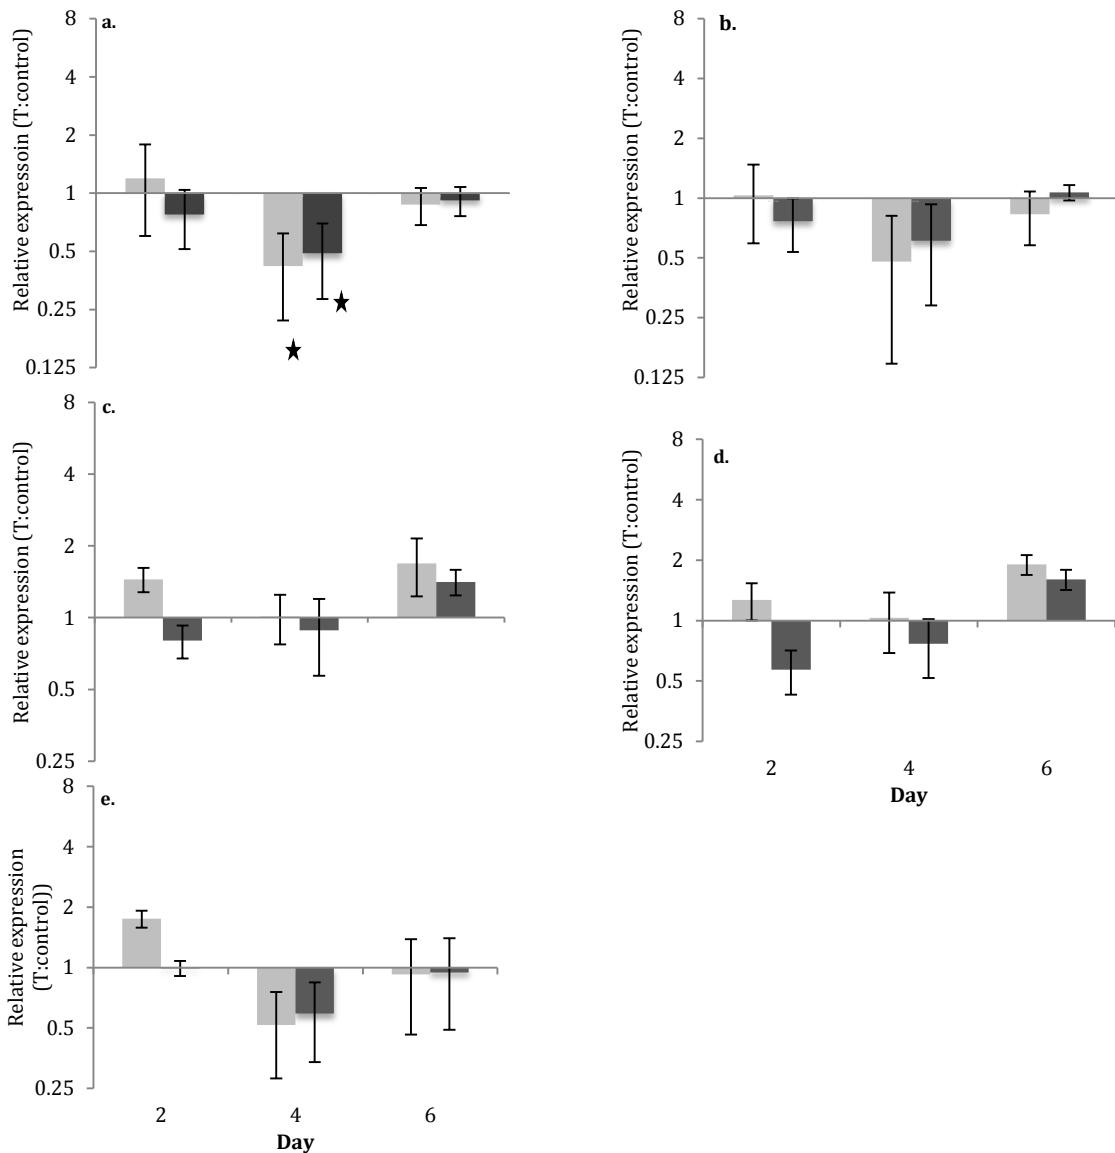 a.
Relative expressoin (T:control)
8
4
2
1
0.5
0.25
0.125
b.
Relative expression (T:control)
8
4
2
1
0.5
0.25
0.125
c.
Relative expression (T:control)
8
4
2
1
0.5
0.25
d.
Relative expression (T:control)
8
4
2
1
0.5
0.25
2 4 6
Day
e.
Relative expression
(T:control))
8
4
2
1
0.5
0.25
2 4 6
Day